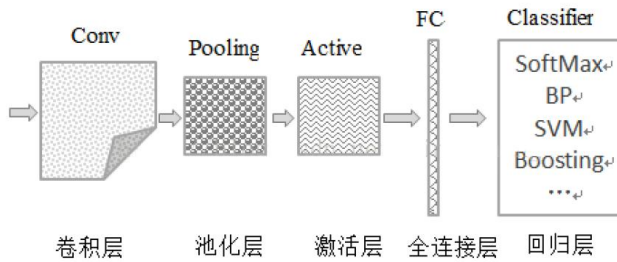 Conv
Pooling
Active
FC
Classifier
SoftMax↵
BP↵
SVM↵
Boosting↵
…↵
卷积层
池化层
激活层
全连接层
回归层